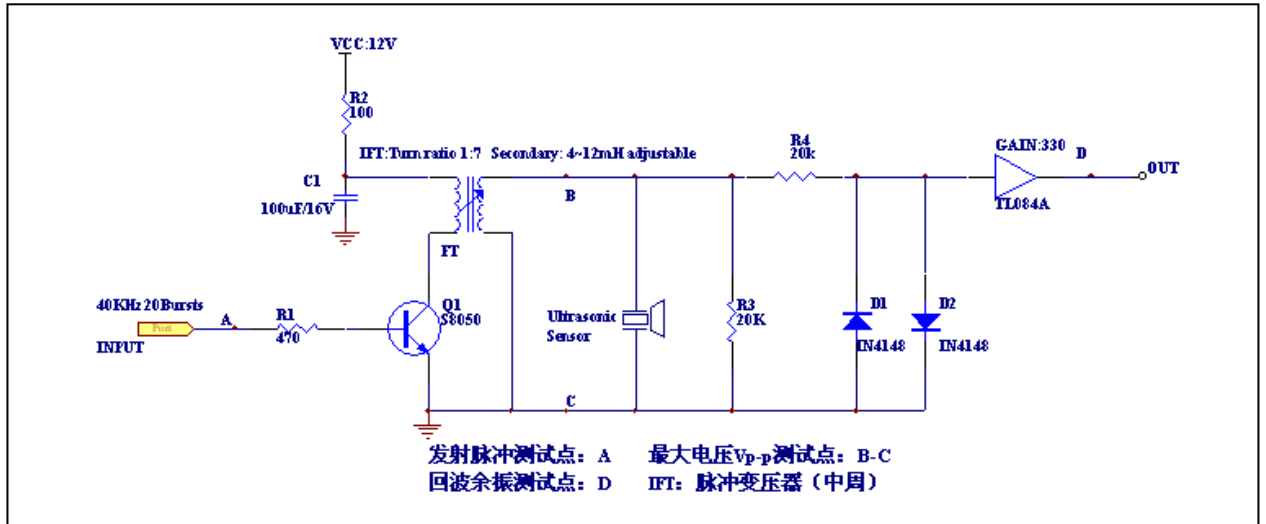 VCC:12V
R2
100
IFT:Turn ratio 1:7 Secondary: 4~12mH adjustable
C1
100uF/16V
FT
B
R4
20k
GAIN:330
D
OUT
TL084A
40KHz 20Bursts
Port
INPUT
A
R1
470
Q1
S8050
Ultrasonic
Sensor
R3
20K
D1
IN4148
D2
IN4148
C
发射脉冲测试点：A 最大电压Vp-p测试点：B-C
回波余振测试点：D IFT：脉冲变压器（中周）